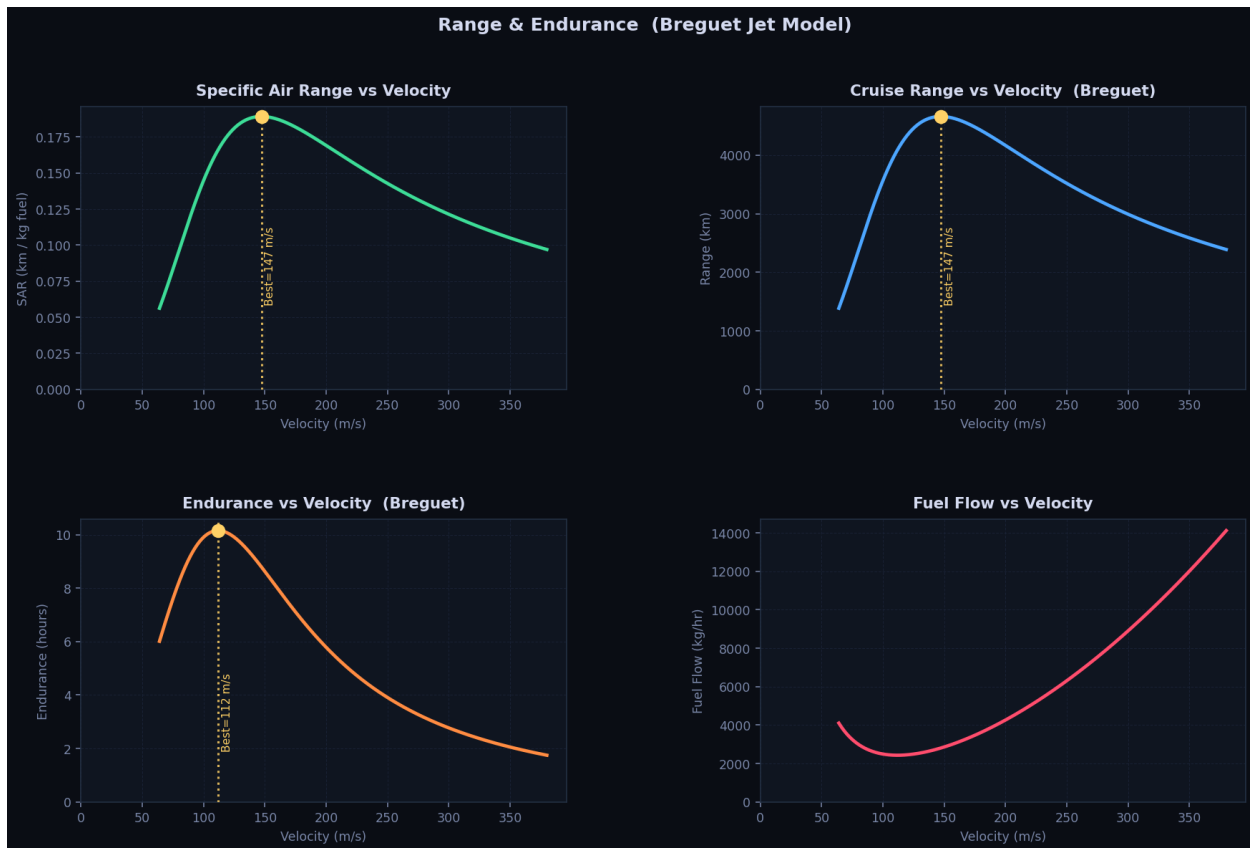 Range & Endurance  (Breguet Jet Model)
Specific Air Range vs Velocity
SAR (km / kg fuel)
0.175
0.150
0.125
0.100
0.075
0.050
0.025
0.000
Best=147 m/s
0 50 100 150 200 250 300 350
Velocity (m/s)
Cruise Range vs Velocity  (Breguet)
Range (km)
4000
3000
2000
1000
0
Best=147 m/s
0 50 100 150 200 250 300 350
Velocity (m/s)
Endurance vs Velocity  (Breguet)
Endurance (hours)
10
8
6
4
2
0
Best=112 m/s
0 50 100 150 200 250 300 350
Velocity (m/s)
Fuel Flow vs Velocity
Fuel Flow (kg/hr)
14000
12000
10000
8000
6000
4000
2000
0
0 50 100 150 200 250 300 350
Velocity (m/s)